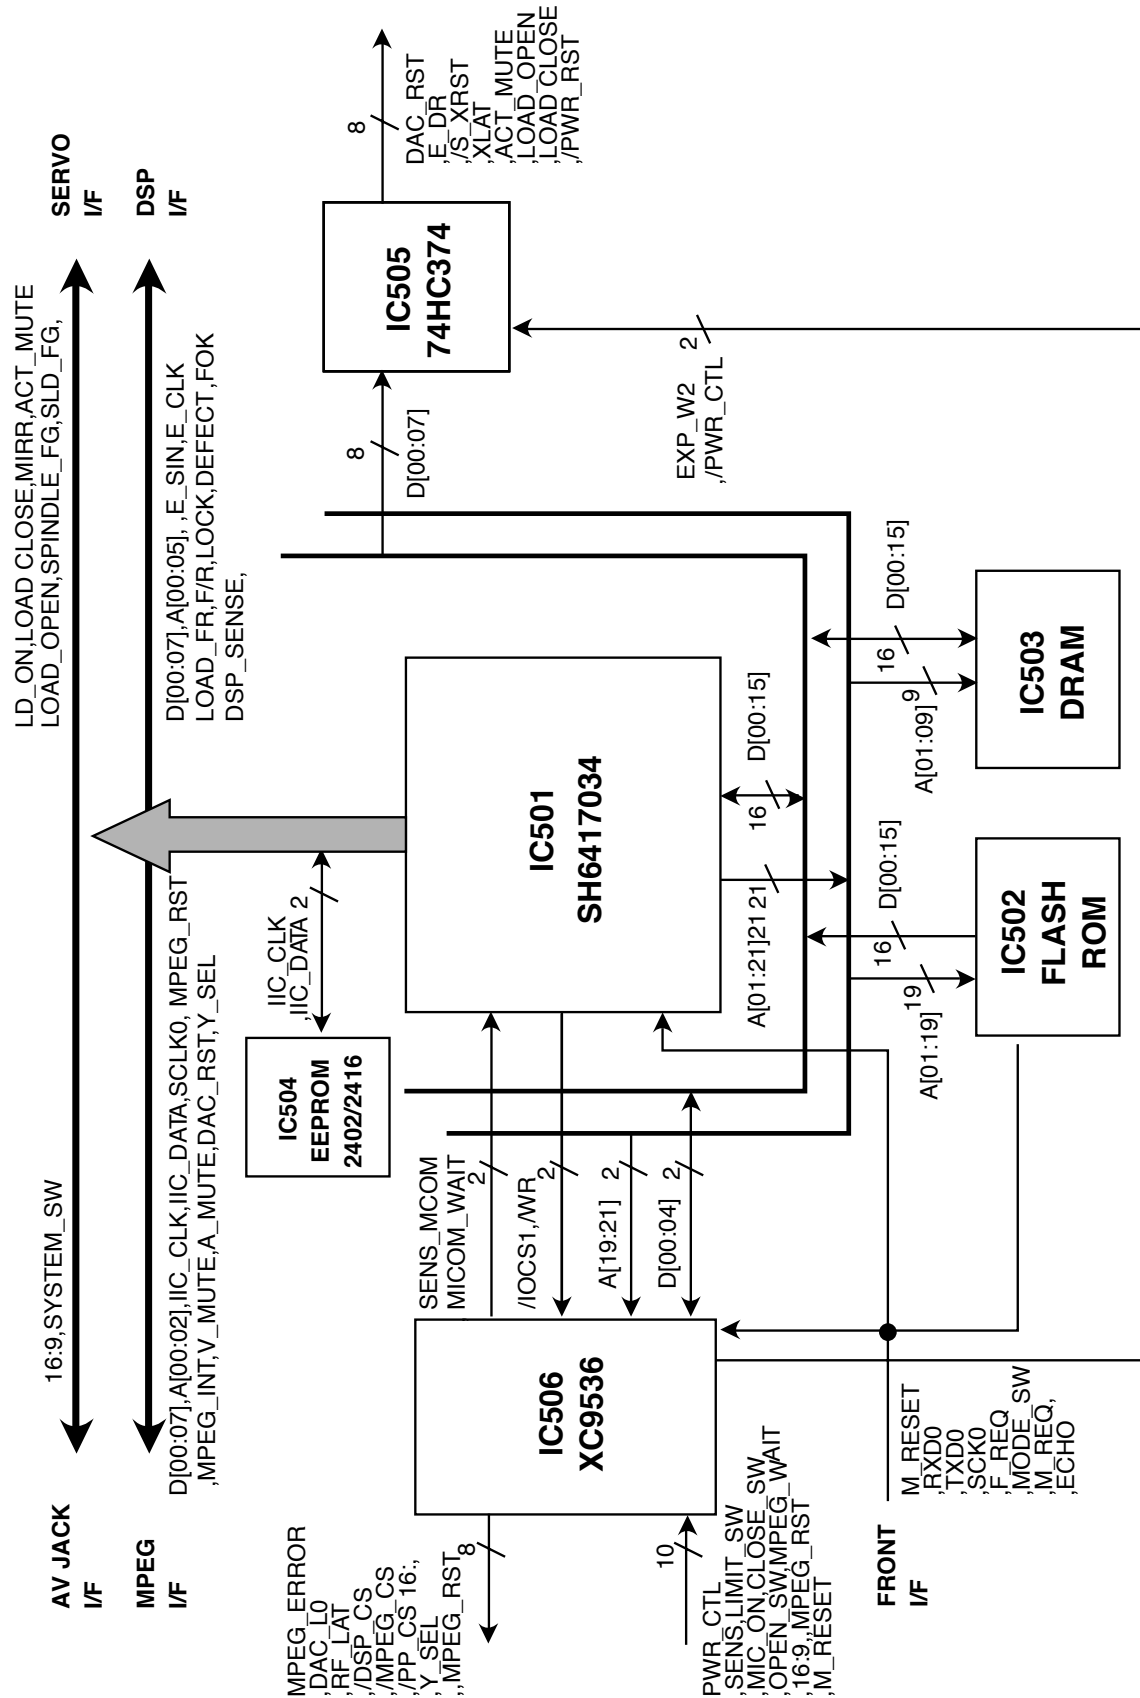 AV JACK
I/F
16:9,SYSTEM_SW
LD_ON,LOAD CLOSE,MIRR,ACT_MUTE
LOAD_OPEN,SPINDLE_FG,SLD_FG,
SERVO
I/F
MPEG
I/F
D[00:07],A[00:02],IIC_CLK,IIC_DATA,SCLK0, MPEG_RST
,MPEG_INT,V_MUTE,A_MUTE,DAC_RST,Y_SEL
D[00:07],A[00:05], ,E_SIN,E_CLK
LOAD_FR,F/R,LOCK,DEFECT,FOK
DSP_SENSE,
DSP
I/F
IC504
EEPROM
2402/2416
IIC_CLK
,IIC_DATA 2
MPEG_ERROR
,DAC_L0
,RF_LAT
,/DSP_CS
,/MPEG_CS
,/PP_CS 16:,
,Y_SEL
,,MPEG_RST
8
IC506
XC9536
10
PWR_CTL
,SENS,LIMIT_SW
,MIC_ON,CLOSE_SW
,OPEN_SW,MPEG_WAIT
,16:9,,MPEG_RST
,M_RESET
SENS_MCOM
MICOM_WAIT
,
2
/IOCS1,/WR
2
A[19:21]
2
D[00:04]
2
IC501
SH6417034
A[01:21]21 21
16
D[00:15]
8
D[00:07]
IC505
74HC374
8
DAC_RST
,E_DR
,/S_XRST
,XLAT
,ACT_MUTE
,LOAD_OPEN
,LOAD CLOSE
,/PWR_RST
EXP_W2
,/PWR_CTL
2
A[01:19]
19
16
D[00:15]
IC502
FLASH
ROM
A[01:09]
9
16
D[00:15]
IC503
DRAM
FRONT
I/F
M_RESET
,RXD0
,TXD0
,SCK0
,F_REQ
,MODE_SW
,M_REQ,
,ECHO